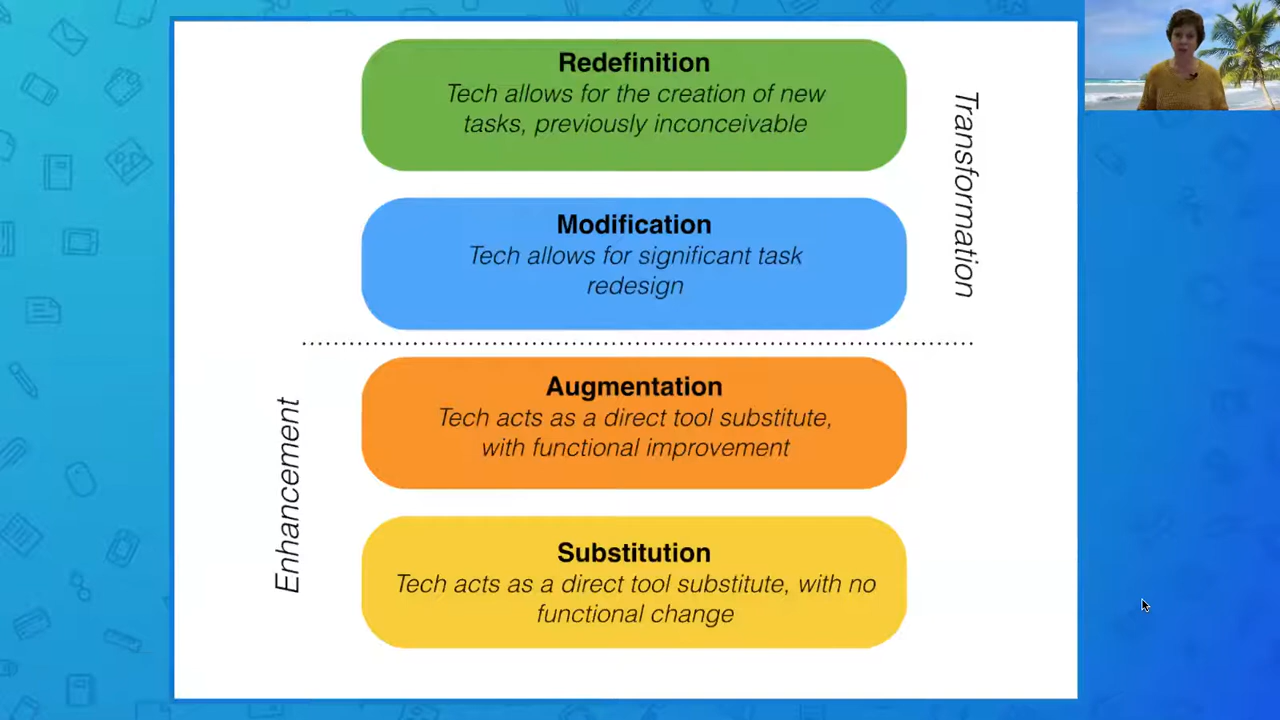 Redefinition
Tech allows for the creation of new
tasks, previously inconceivable
Transformation
Modification
Tech allows for significant task
redesign
Augmentation
Tech acts as a direct tool substitute,
with functional improvement
Enhancement
Substitution
Tech acts as a direct tool substitute, with no
functional change